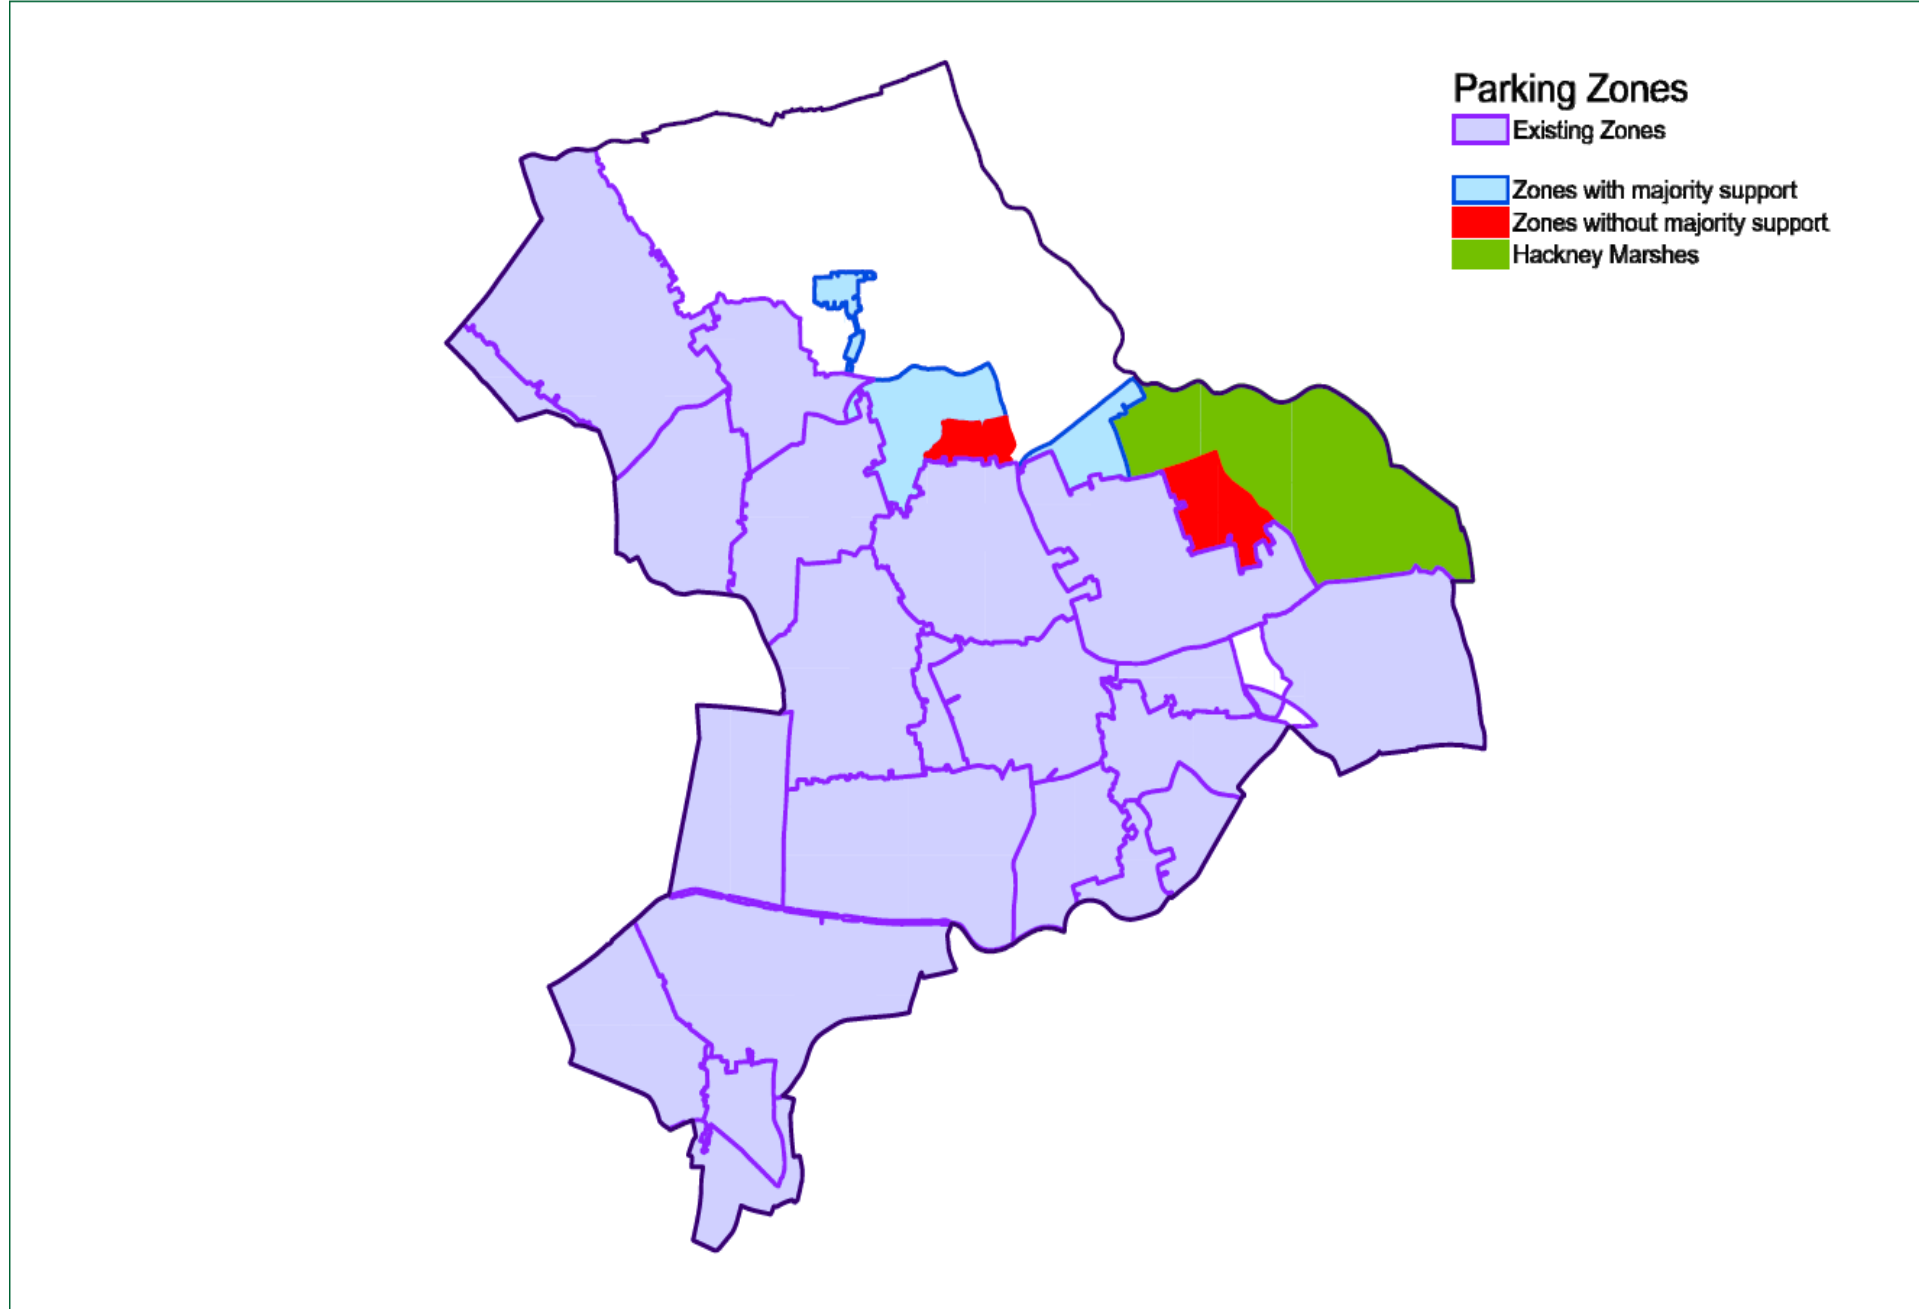 Parking Zones
Existing Zones
Zones with majority support
Zones without majority support
Hackney Marshes